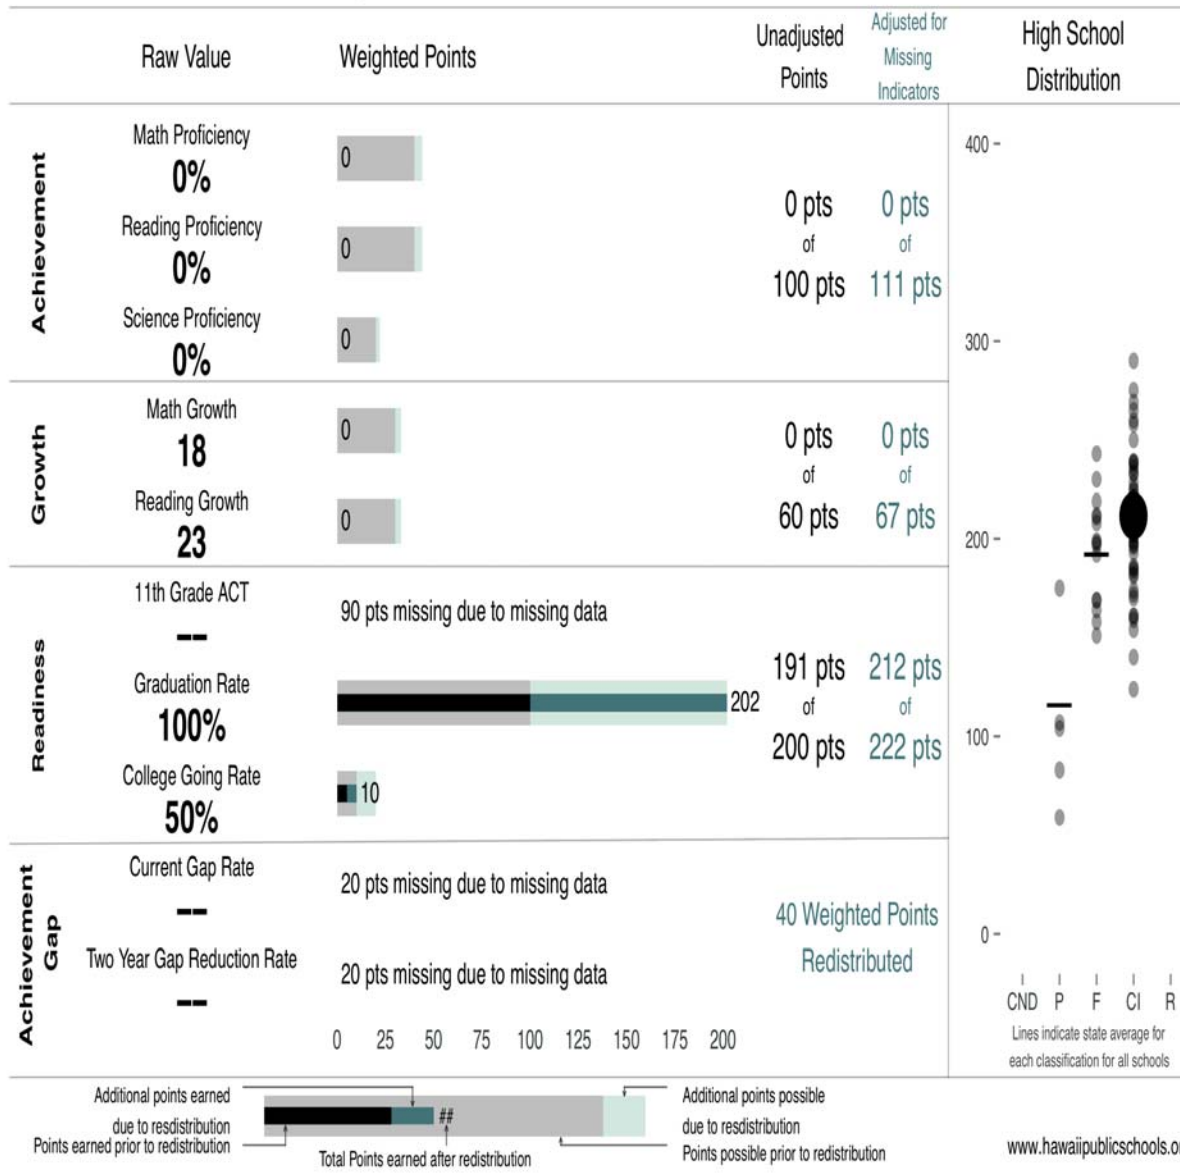 Raw Value
Weighted Points
Unadjusted
Points
Adjusted for
Missing
Indicators
High School
Distribution
Achievement
Math Proficiency
0%
0
Reading Proficiency
0%
0
Science Proficiency
0%
0
0 pts
of
100 pts
0 pts
of
111 pts
Growth
Math Growth
18
0
Reading Growth
23
0
0 pts
of
60 pts
0 pts
of
67 pts
Readiness
11th Grade ACT
--
90 pts missing due to missing data
Graduation Rate
100%
202
College Going Rate
50%
10
191 pts
of
200 pts
212 pts
of
222 pts
Achievement
Gap
Current Gap Rate
--
20 pts missing due to missing data
Two Year Gap Reduction Rate
--
20 pts missing due to missing data
40 Weighted Points
Redistributed
0 25 50 75 100 125 150 175 200
400
300
200
100
0
CND P F CI R
Lines indicate state average for
each classification for all schools
Additional points earned
due to resdistribution
Points earned prior to redistribution
##
Total Points earned after redistribution
Additional points possible
due to resdistribution
Points possible prior to redistribution
www.hawaiipublicschools.or